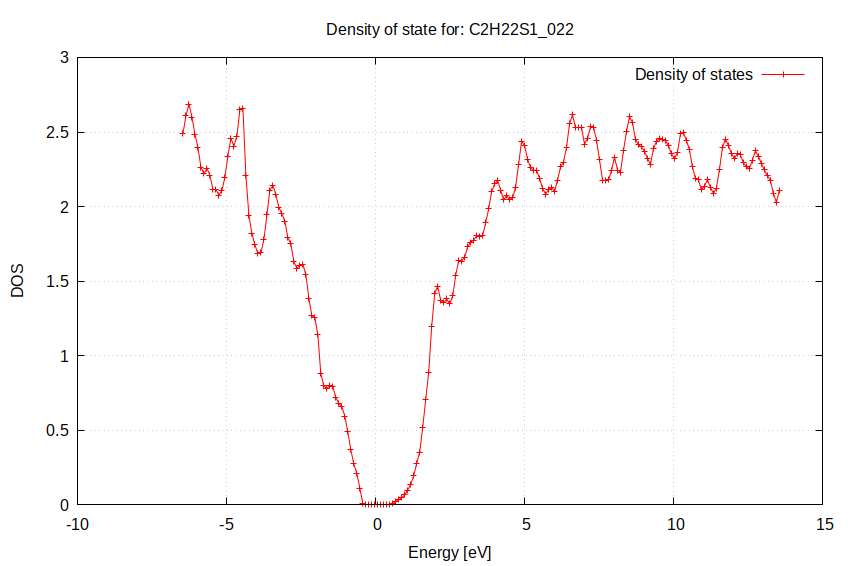 Density of state for: C2H22S1_022
Density of states
3
2.5
2
1.5
1
0.5
0
DOS
-10 -5 0 5 10 15
Energy [eV]